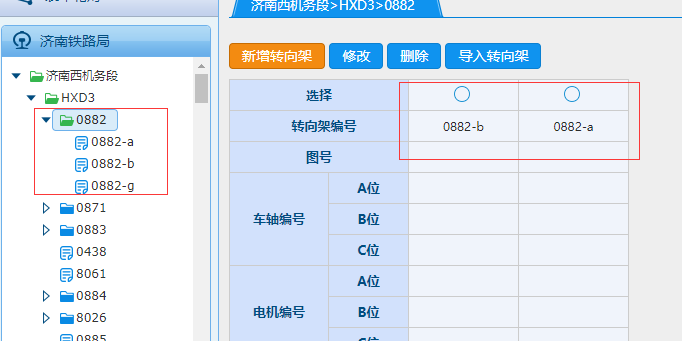 济南西机务段>HXD3>0882
济南铁路局
济南西机务段
HXD3
0882
0882-a
0882-b
0882-g
0871
0883
0438
8061
0884
8026
0885
新增转向架 修改 删除 导入转向架
选择
转向架编号 0882-b 0882-a
图号
车轴编号
A位
B位
C位
电机编号
A位
B位
C位